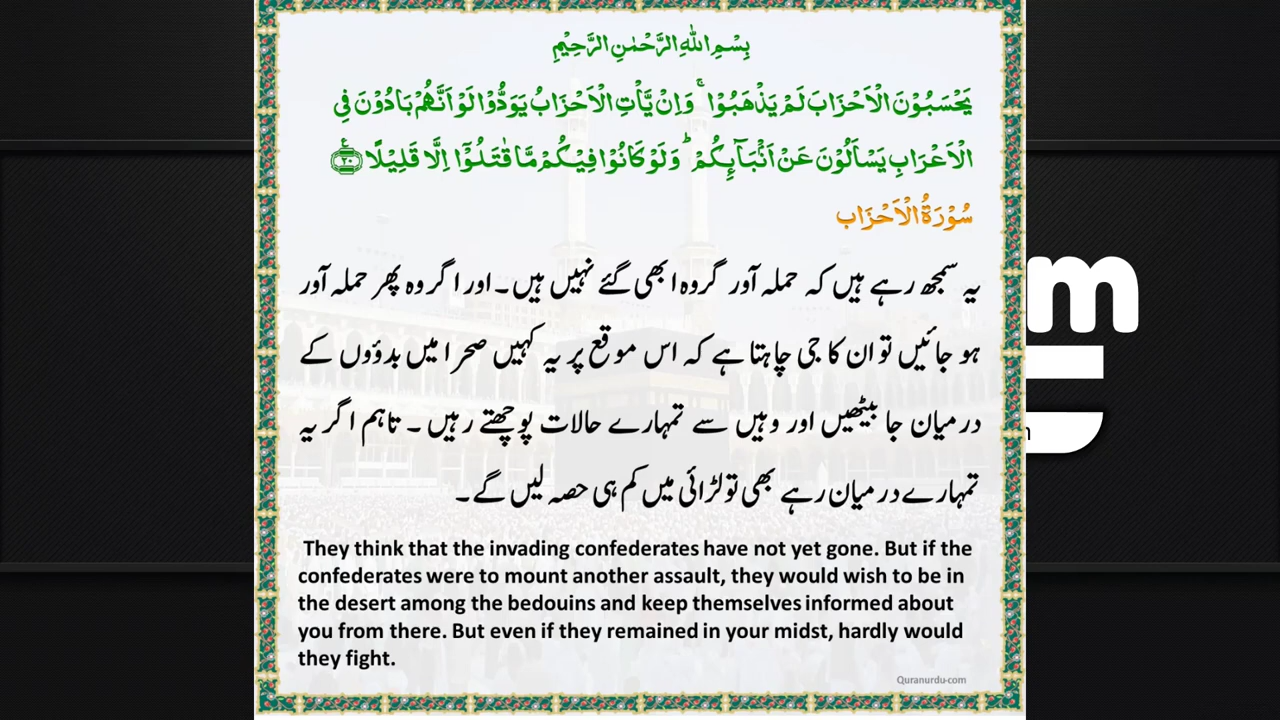 بِسْمِ اللّٰهِ الرَّحْمٰنِ الرَّحِيْمِ
يَحْسَبُوْنَ الْاَحْزَابَ لَمْ يَذْهَبُوْا ۚ وَاِنْ يَّاْتِ الْاَحْزَابُ يَوَدُّوْا لَوْ اَنَّهُمْ بَادُوْنَ فِي
الْاَعْرَابِ يَسْاَلُوْنَ عَنْ اَنْۢبَآئِكُمْ ؕ وَلَوْ كَانُوْا فِيْكُمْ مَّا قٰتَلُوْۤا اِلَّا قَلِيْلًا ﴿۲۰﴾
سُوْرَةُ الْاَحْزَاب
یہ سمجھ رہے ہیں کہ حملہ آور گروہ ابھی گئے نہیں ہیں۔ اور اگر وہ پھر حملہ آور
ہو جائیں تو ان کا جی چاہتا ہے کہ اس موقع پر یہ کہیں صحرا میں بدوؤں کے
درمیان جا بیٹھیں اور وہیں سے تمہارے حالات پوچھتے رہیں ۔ تاہم اگر یہ
تمہارے درمیان رہے بھی تو لڑائی میں کم ہی حصہ لیں گے۔
They think that the invading confederates have not yet gone. But if the
confederates were to mount another assault, they would wish to be in
the desert among the bedouins and keep themselves informed about
you from there. But even if they remained in your midst, hardly would
they fight.
Quranurdu-com
m